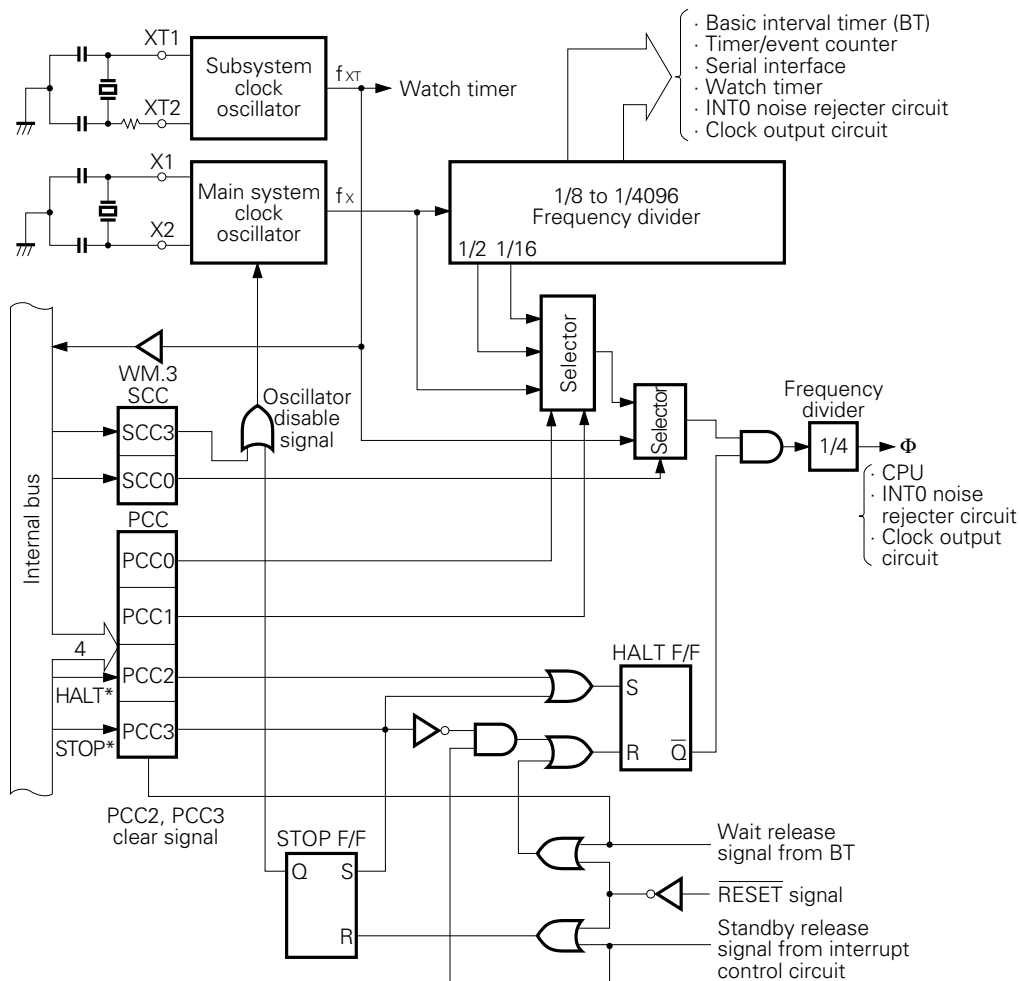 XT1
XT2
Subsystem
clock
oscillator
fXT
Watch timer
· Basic interval timer (BT)
· Timer/event counter
· Serial interface
· Watch timer
· INT0 noise rejecter circuit
· Clock output circuit
X1
X2
Main system
clock
oscillator
fX
1/8 to 1/4096
Frequency divider
1/2 1/16
Selector
Selector
Internal bus
WM.3
SCC
SCC3
SCC0
Oscillator
disable
signal
Frequency
divider
1/4
Φ
· CPU
· INT0 noise
rejecter circuit
· Clock output
circuit
PCC
PCC0
PCC1
PCC2
PCC3
4
HALT*
STOP*
HALT F/F
S
R
Q̅
PCC2, PCC3
clear signal
STOP F/F
Q
S
R
Wait release
signal from BT
R̅E̅S̅E̅T̅ signal
Standby release
signal from interrupt
control circuit